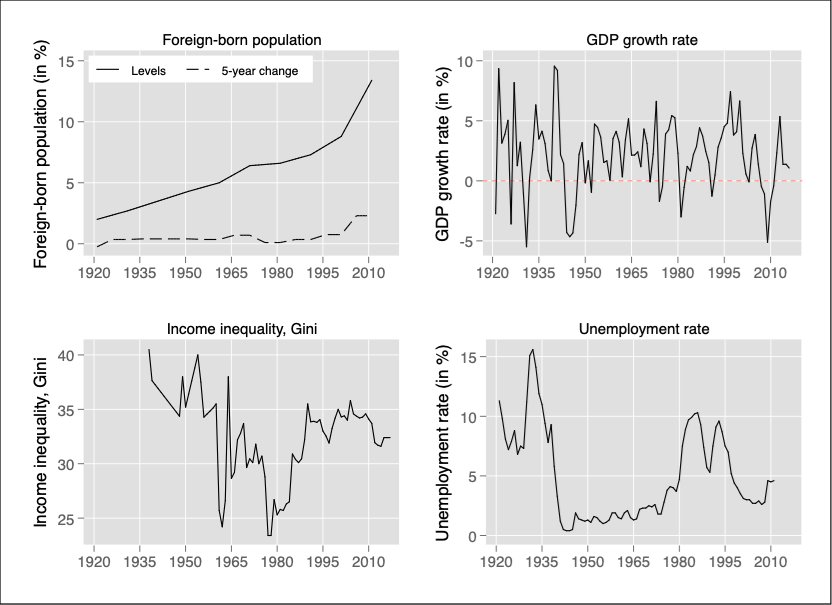 Foreign-born population
Foreign-born population (in %)
15
10
5
0
Levels 5-year change
1920 1935 1950 1965 1980 1995 2010
GDP growth rate
GDP growth rate (in %)
10
5
0
-5
1920 1935 1950 1965 1980 1995 2010
Income inequality, Gini
Income inequality, Gini
40
35
30
25
1920 1935 1950 1965 1980 1995 2010
Unemployment rate
Unemployment rate (in %)
15
10
5
0
1920 1935 1950 1965 1980 1995 2010